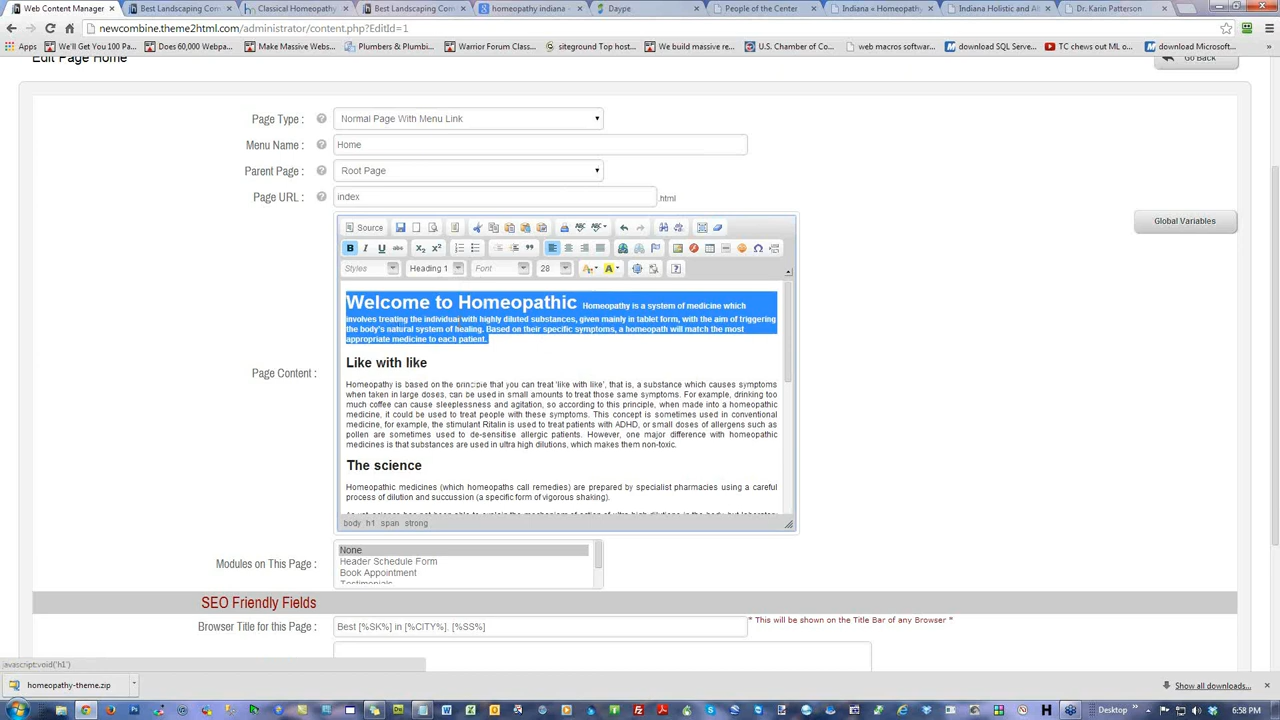 Web Content Manager
Best Landscaping Com
Classical Homeopathy
Best Landscaping Com
homeopathy indiana
Daype
People of the Center
Indiana « Homeopathy
Indiana Holistic and Al
Dr. Karin Patterson
newcombine.theme2html.com/administrator/content.php?EditId=1
Apps We'll Get You 160... Does 60,000 Webpa... Make Massive Webs... Plumbers & Plumbin... Warrior Forum Class... siteground Top host... We build massive re... U.S. Chamber of Co... web macros softwar... download SQL Serve... TC chews out ML o... download Microsoft...
Edit Page Home
Go Back
Page Type :
Normal Page With Menu Link
Menu Name :
Home
Parent Page :
Root Page
Page URL :
index
.html
Global Variables
Source
Styles Heading 1 Font 28
Welcome to Homeopathic Homeopathy is a system of medicine which
involves treating the individual with highly diluted substances, given mainly in tablet form, with the aim of triggering
the body's natural system of healing. Based on their specific symptoms, a homeopath will match the most
appropriate medicine to each patient.
Like with like
Page Content :
Homeopathy is based on the principle that you can treat 'like with like', that is, a substance which causes symptoms
when taken in large doses, can be used in small amounts to treat those same symptoms. For example, drinking too
much coffee can cause sleeplessness and agitation, so according to this principle, when made into a homeopathic
medicine, it could be used to treat people with these symptoms. This concept is sometimes used in conventional
medicine, for example, the stimulant Ritalin is used to treat patients with ADHD, or small doses of allergens such as
pollen are sometimes used to de-sensitise allergic patients. However, one major difference with homeopathic
medicines is that substances are used in ultra high dilutions, which makes them non-toxic.
The science
Homeopathic medicines (which homeopaths call remedies) are prepared by specialist pharmacies using a careful
process of dilution and succussion (a specific form of vigorous shaking).
body h1 span strong
Modules on This Page :
None
Header Schedule Form
Book Appointment
Testimonials
SEO Friendly Fields
Browser Title for this Page :
Best [%SK%] in [%CITY%]. [%SS%]
* This will be shown on the Title Bar of any Browser *
javascript:void('h1')
homeopathy-theme.zip
Show all downloads...
Desktop
6:58 PM